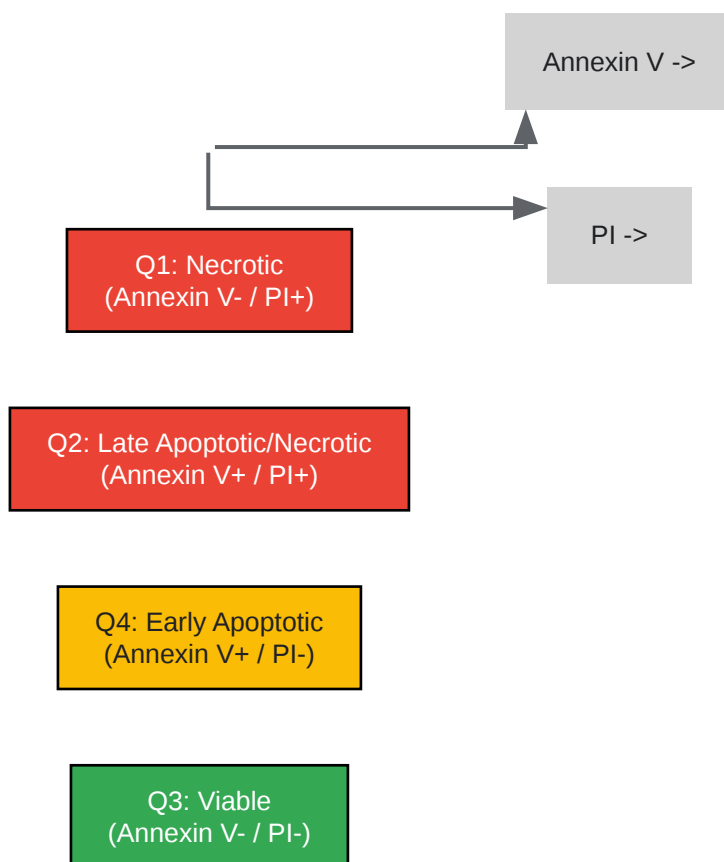 Annexin V ->
PI ->
Q1: Necrotic
(Annexin V- / PI+)
Q2: Late Apoptotic/Necrotic
(Annexin V+ / PI+)
Q4: Early Apoptotic
(Annexin V+ / PI-)
Q3: Viable
(Annexin V- / PI-)